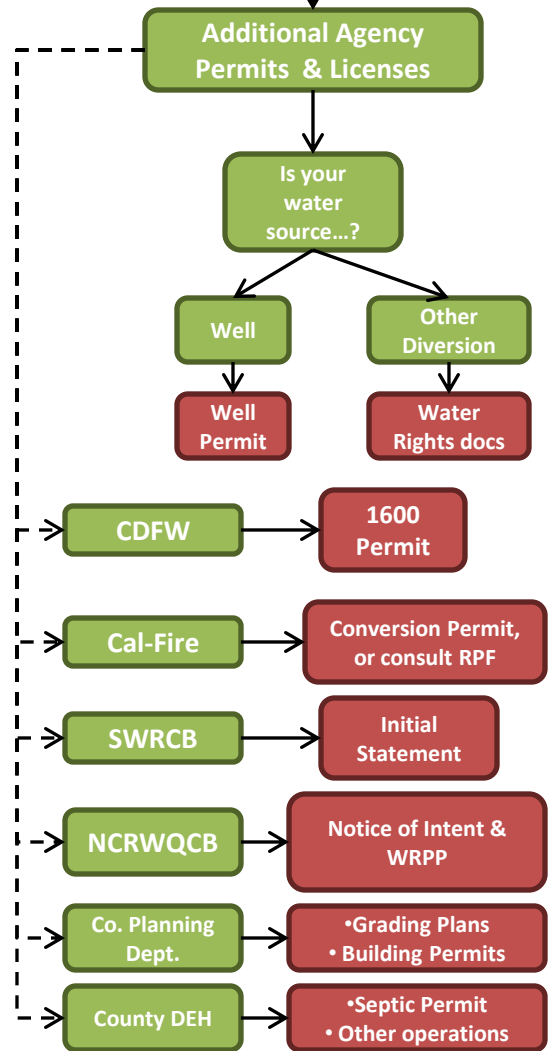 Additional Agency
Permits & Licenses
Is your
water
source...?
Well
Other
Diversion
Well
Permit
Water
Rights docs
CDFW
1600
Permit
Cal-Fire
Conversion Permit,
or consult RPF
SWRCB
Initial
Statement
NCRWQCB
Notice of Intent &
WRPP
Co. Planning
Dept.
•Grading Plans
• Building Permits
County DEH
•Septic Permit
• Other operations